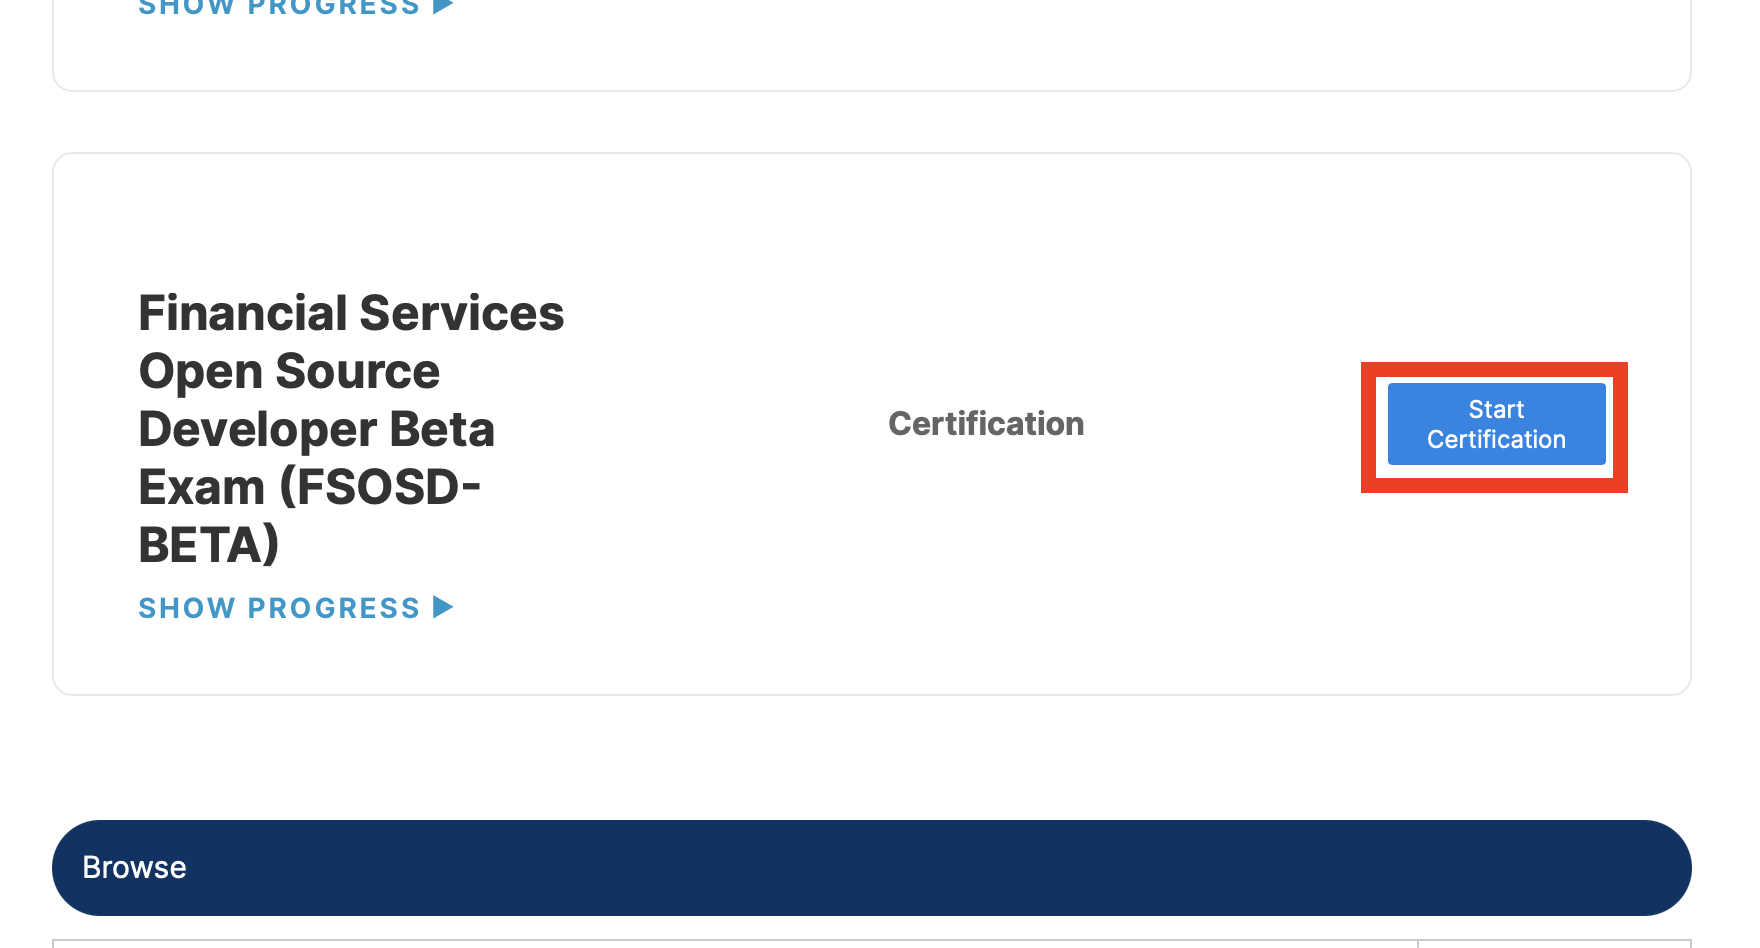 SHOW PROGRESS
Financial Services
Open Source
Developer Beta
Exam (FSOSD-
BETA)
SHOW PROGRESS
Certification
Start
Certification
Browse